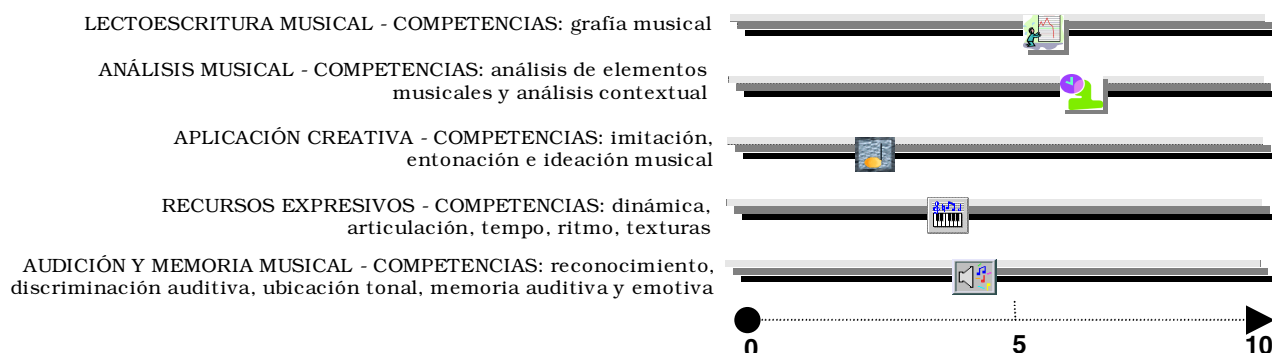 LECTOESCRITURA MUSICAL - COMPETENCIAS: grafía musical
ANÁLISIS MUSICAL - COMPETENCIAS: análisis de elementos
musicales y análisis contextual
APLICACIÓN CREATIVA - COMPETENCIAS: imitación,
entonación e ideación musical
RECURSOS EXPRESIVOS - COMPETENCIAS: dinámica,
articulación, tempo, ritmo, texturas
AUDICIÓN Y MEMORIA MUSICAL - COMPETENCIAS: reconocimiento,
discriminación auditiva, ubicación tonal, memoria auditiva y emotiva
0 5 10